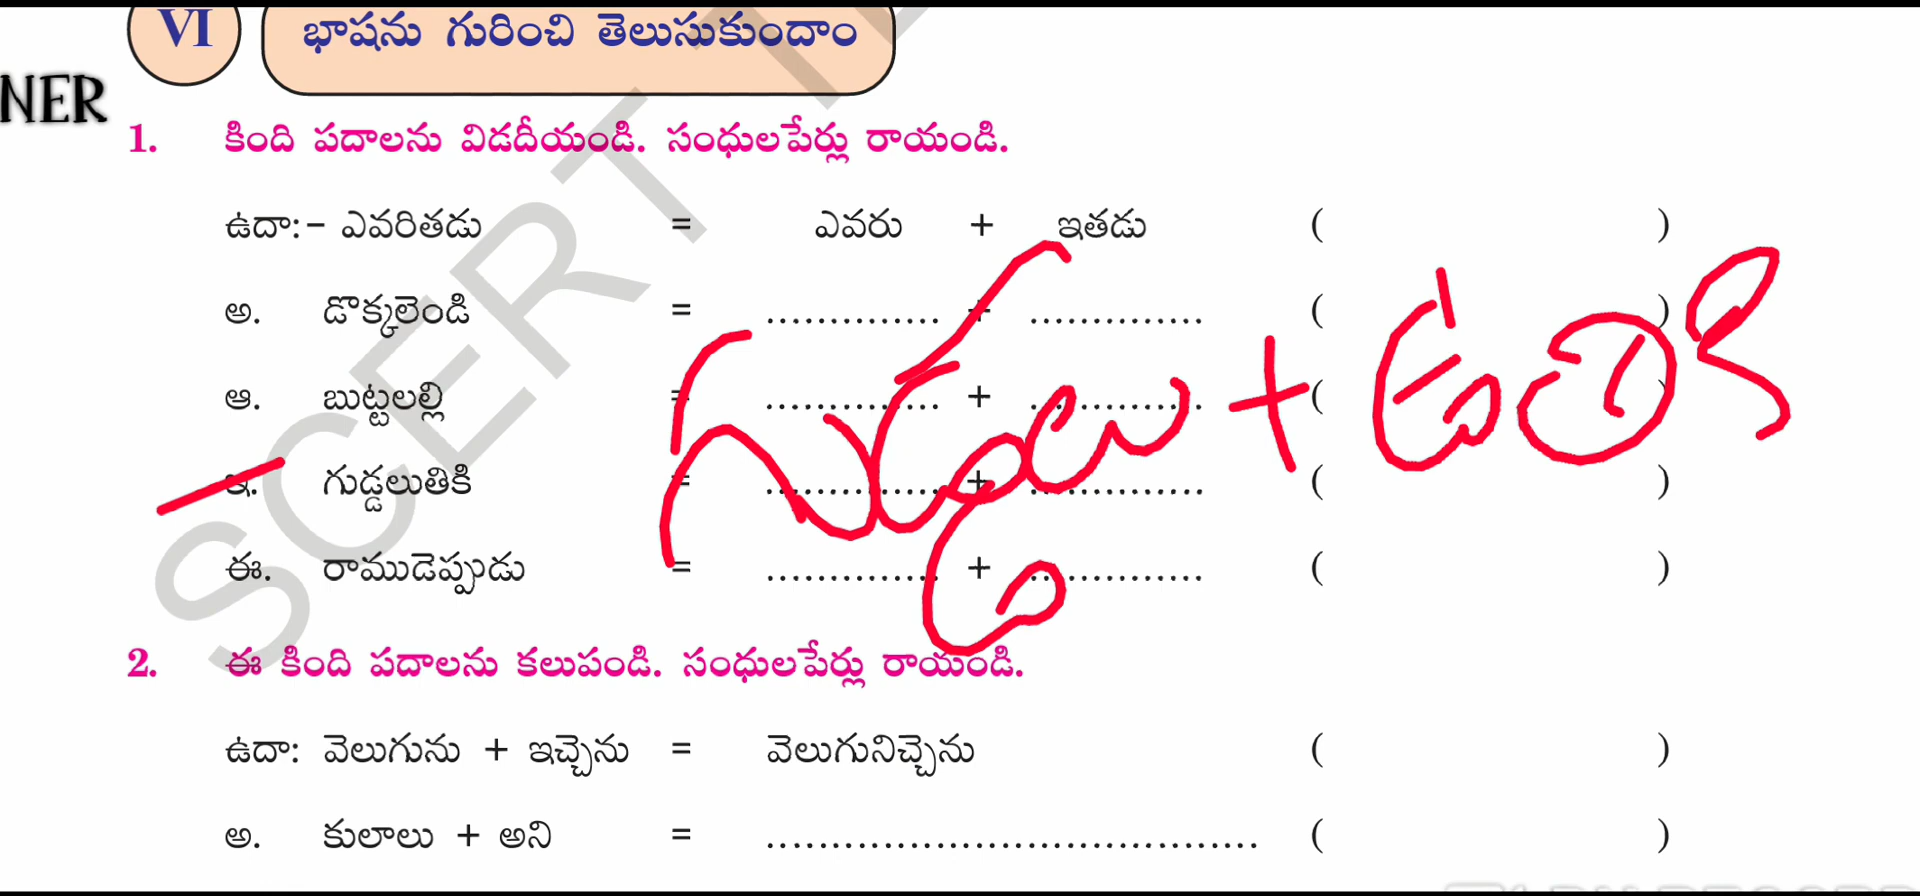 VI భాషను గురించి తెలుసుకుందాం
NER
1. కింది పదాలను విడదీయండి. సంధులపేర్లు రాయండి.
ఉదా:- ఎవరితడు = ఎవరు + ఇతడు ( )
అ. డొక్కలెండి = .............. + .............. ( )
ఆ. బుట్టలల్లి = .............. + .............. ( )
ఇ. గుడ్డలుతికి = .............. + .............. ( )
గుడ్డలు + ఉతికి
ఈ. రాముడెప్పుడు = .............. + .............. ( )
2. ఈ కింది పదాలను కలుపండి. సంధులపేర్లు రాయండి.
ఉదా: వెలుగును + ఇచ్చెను = వెలుగునిచ్చెను ( )
అ. కులాలు + అని = ...................................... ( )
SCERT